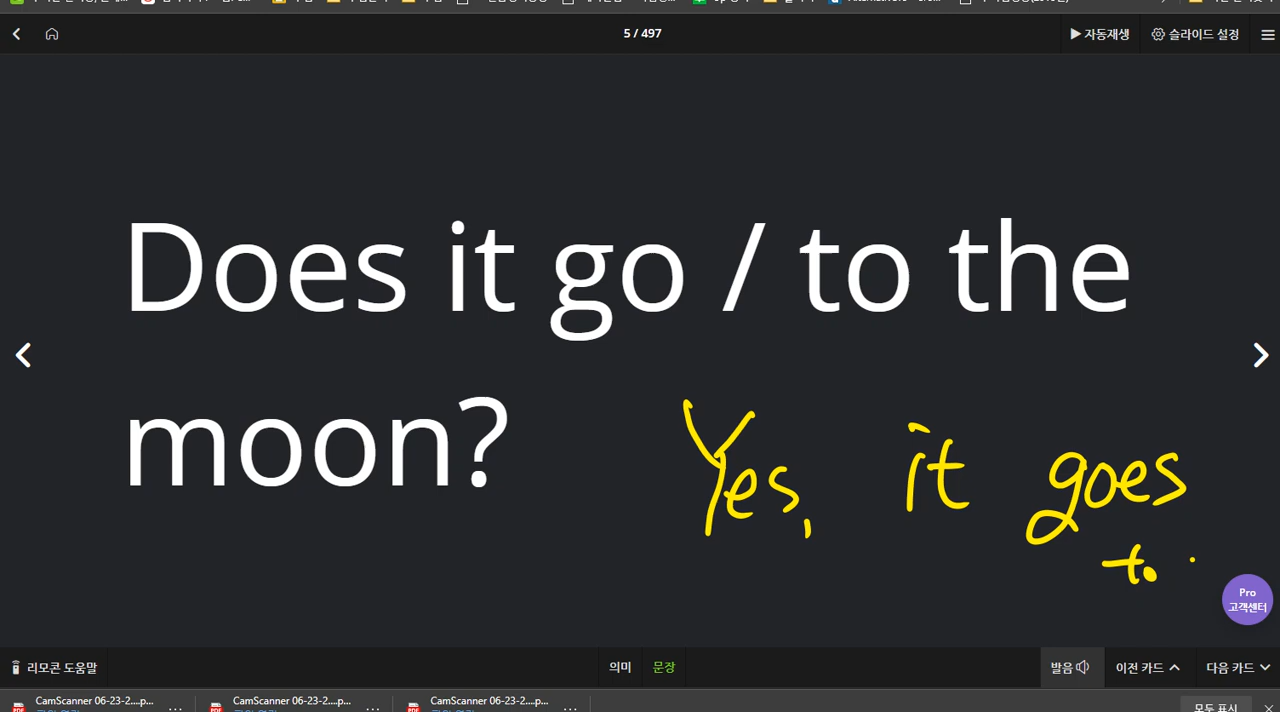 5 / 497
▶ 자동재생
슬라이드 설정
Does it go / to the
moon?
Yes, it goes
to
Pro
고객센터
리모콘 도움말
의미
문장
발음
이전 카드
다음 카드
CamScanner 06-23-2....p...
CamScanner 06-23-2....p...
CamScanner 06-23-2....p...
모두 표시